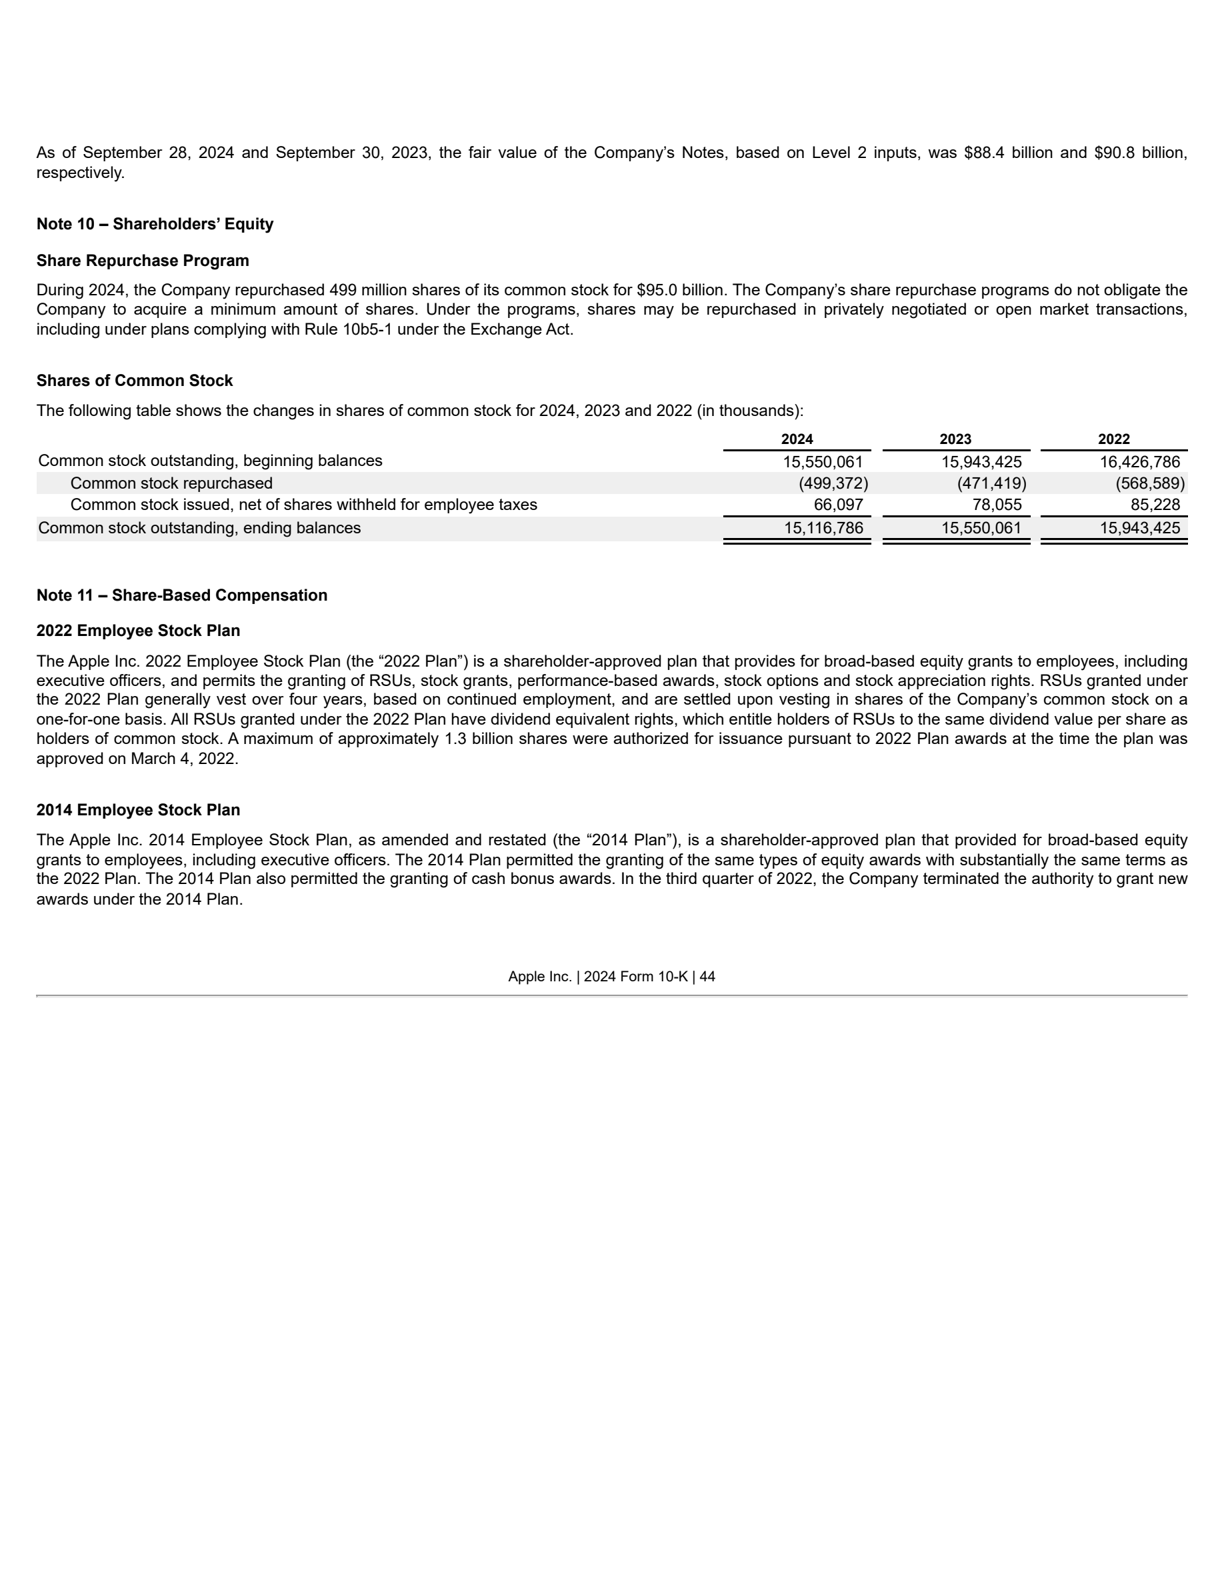 As of September 28, 2024 and September 30, 2023, the fair value of the Company’s Notes, based on Level 2 inputs, was $88.4 billion and $90.8 billion,
respectively.
Note 10 – Shareholders’ Equity
Share Repurchase Program
During 2024, the Company repurchased 499 million shares of its common stock for $95.0 billion. The Company’s share repurchase programs do not obligate the
Company to acquire a minimum amount of shares. Under the programs, shares may be repurchased in privately negotiated or open market transactions,
including under plans complying with Rule 10b5-1 under the Exchange Act.
Shares of Common Stock
The following table shows the changes in shares of common stock for 2024, 2023 and 2022 (in thousands):
2024 2023 2022
Common stock outstanding, beginning balances 15,550,061 15,943,425 16,426,786
Common stock repurchased (499,372) (471,419) (568,589)
Common stock issued, net of shares withheld for employee taxes 66,097 78,055 85,228
Common stock outstanding, ending balances 15,116,786 15,550,061 15,943,425
Note 11 – Share-Based Compensation
2022 Employee Stock Plan
The Apple Inc. 2022 Employee Stock Plan (the “2022 Plan”) is a shareholder-approved plan that provides for broad-based equity grants to employees, including
executive officers, and permits the granting of RSUs, stock grants, performance-based awards, stock options and stock appreciation rights. RSUs granted under
the 2022 Plan generally vest over four years, based on continued employment, and are settled upon vesting in shares of the Company’s common stock on a
one-for-one basis. All RSUs granted under the 2022 Plan have dividend equivalent rights, which entitle holders of RSUs to the same dividend value per share as
holders of common stock. A maximum of approximately 1.3 billion shares were authorized for issuance pursuant to 2022 Plan awards at the time the plan was
approved on March 4, 2022.
2014 Employee Stock Plan
The Apple Inc. 2014 Employee Stock Plan, as amended and restated (the “2014 Plan”), is a shareholder-approved plan that provided for broad-based equity
grants to employees, including executive officers. The 2014 Plan permitted the granting of the same types of equity awards with substantially the same terms as
the 2022 Plan. The 2014 Plan also permitted the granting of cash bonus awards. In the third quarter of 2022, the Company terminated the authority to grant new
awards under the 2014 Plan.
Apple Inc. | 2024 Form 10-K | 44